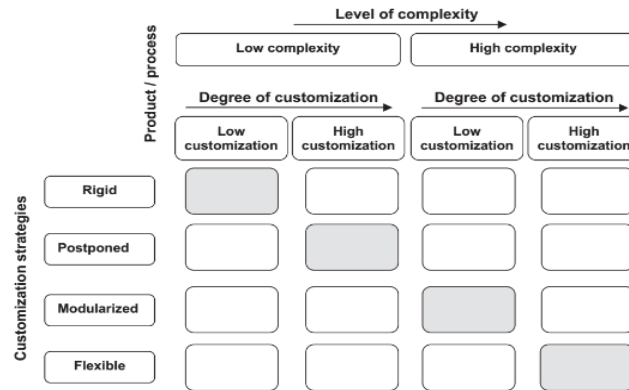 Level of complexity
Low complexity
High complexity
Product / process
Degree of customization
Degree of customization
Low
customization
High
customization
Low
customization
High
customization
Customization strategies
Rigid
Postponed
Modularized
Flexible